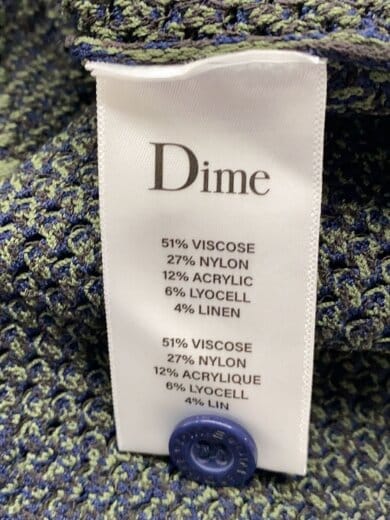 Dime
51% VISCOSE
27% NYLON
12% ACRYLIC
6% LYOCELL
4% LINEN
51% VISCOSE
27% NYLON
12% ACRYLIQUE
6% LYOCELL
4% LIN